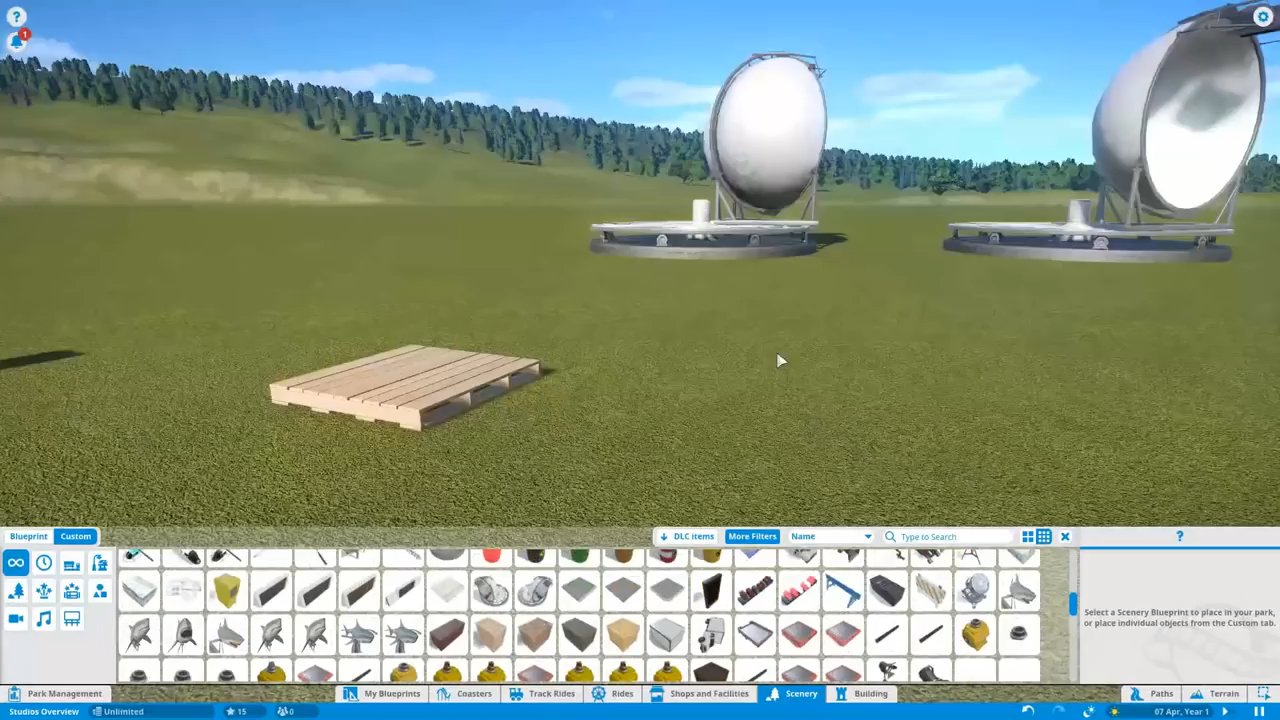 ?
1
Blueprint Custom DLC items More Filters Name Type to Search ?
Select a Scenery Blueprint to place in your park, or place individual objects from the Custom tab.
Park Management My Blueprints Coasters Track Rides Rides Shops and Facilities Scenery Building Paths Terrain
Studios Overview Unlimited 15 0 07 Apr, Year 1